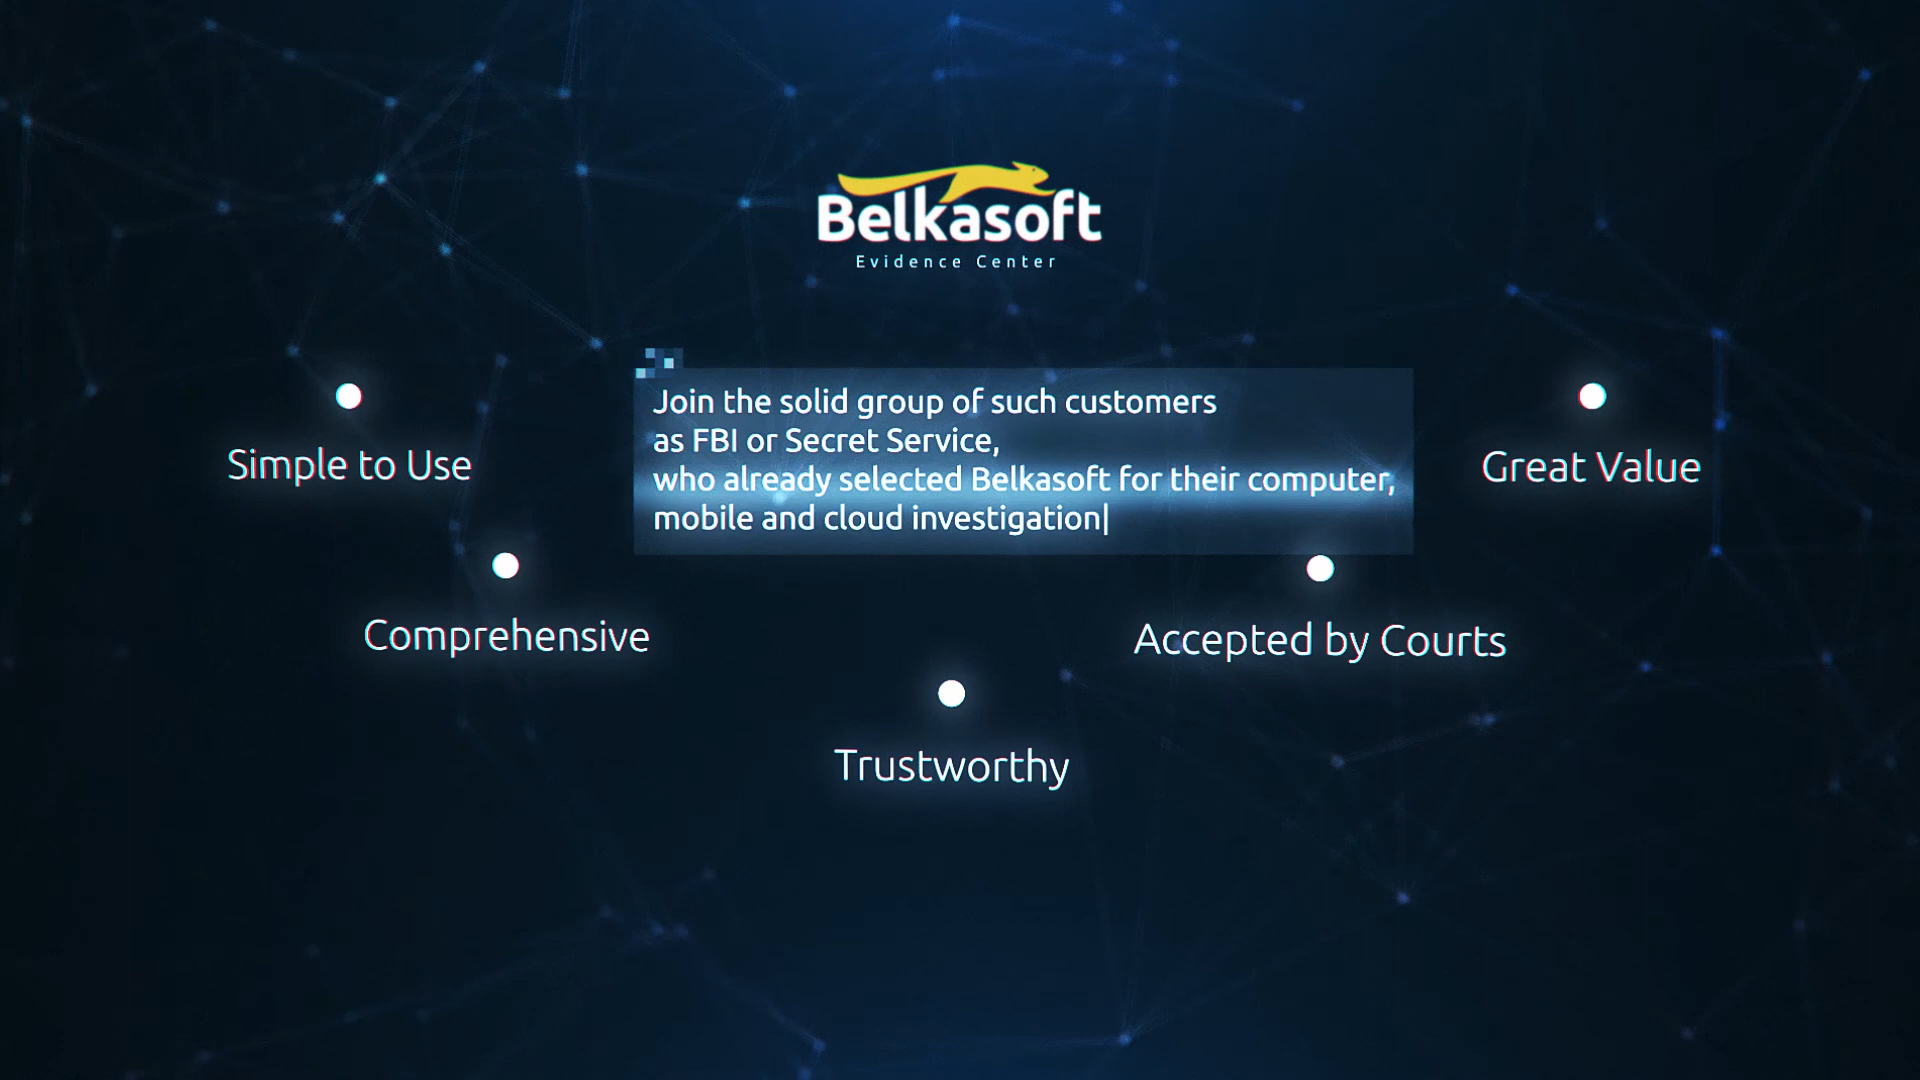 Belkasoft
Evidence Center
Join the solid group of such customers
as FBI or Secret Service,
who already selected Belkasoft for their computer,
mobile and cloud investigation|
Simple to Use
Great Value
Comprehensive
Accepted by Courts
Trustworthy